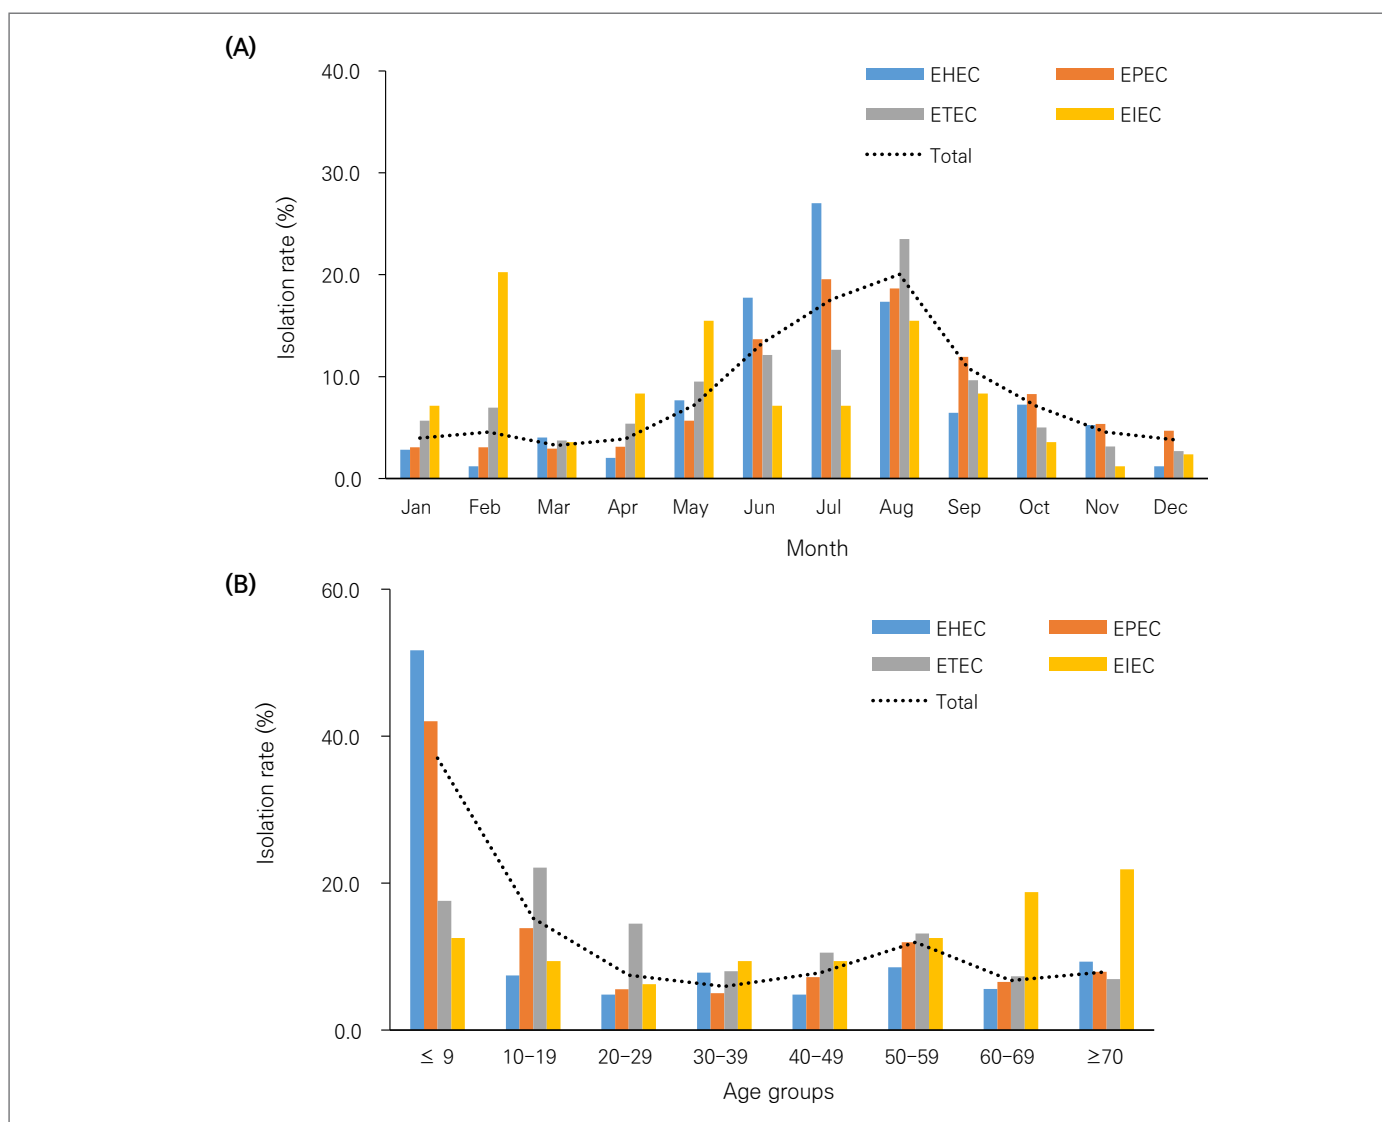 (A)
40.0
30.0
20.0
10.0
0.0
Isolation rate (%)
EHEC EPEC
ETEC EIEC
Total
Jan Feb Mar Apr May Jun Jul Aug Sep Oct Nov Dec
Month
(B)
60.0
40.0
20.0
0.0
Isolation rate (%)
EHEC EPEC
ETEC EIEC
Total
≤ 9 10-19 20-29 30-39 40-49 50-59 60-69 ≥70
Age groups